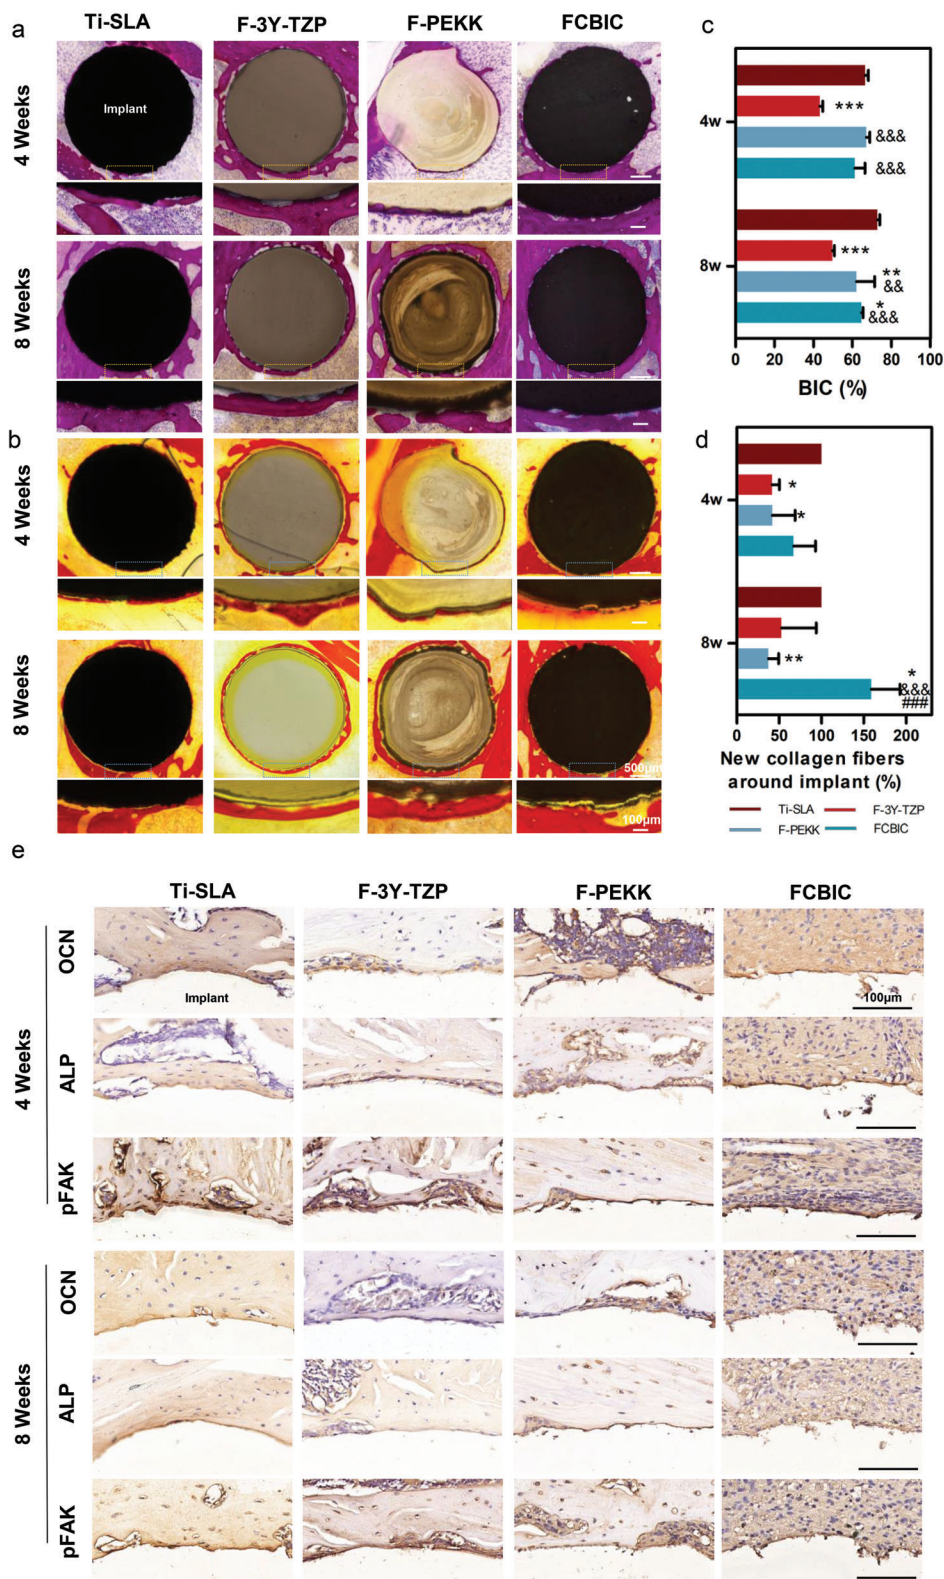 a
Ti-SLA F-3Y-TZP F-PEKK FCBIC
4 Weeks
Implant
8 Weeks
b
4 Weeks
8 Weeks
500μm
100μm
c
4w
***
&&&
&&&
8w
***
**
&&
*
&&&
0 20 40 60 80 100
BIC (%)
d
4w
*
*
8w
**
*
&&&
###
0 50 100 150 200
New collagen fibers
around implant (%)
Ti-SLA F-3Y-TZP
F-PEKK FCBIC
e
Ti-SLA F-3Y-TZP F-PEKK FCBIC
4 Weeks
OCN
Implant
100μm
ALP
pFAK
8 Weeks
OCN
ALP
pFAK